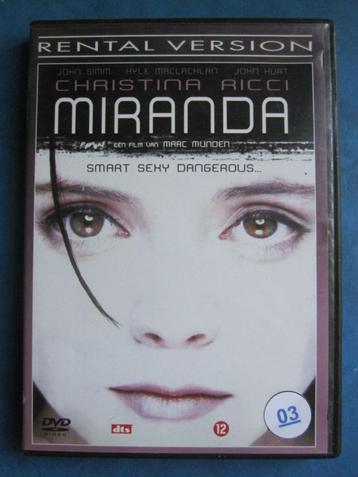 RENTAL VERSION
JOHN SIMM KYLE MACLACHLAN JOHN HURT
CHRISTINA RICCI
MIRANDA
EEN FILM VAN MARC MUNDEN
SMART SEXY DANGEROUS...
DVD
VIDEO
dts
12
03